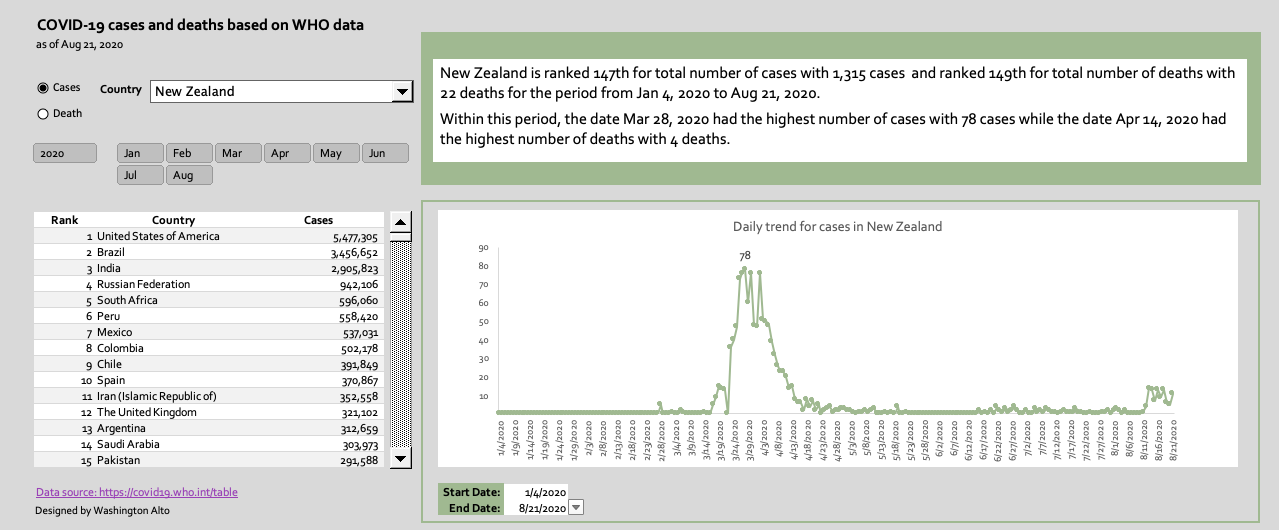 COVID-19 cases and deaths based on WHO data
as of Aug 21, 2020
Cases
Country
New Zealand
Death
2020
Jan Feb Mar Apr May Jun
Jul Aug
New Zealand is ranked 147th for total number of cases with 1,315 cases and ranked 149th for total number of deaths with
22 deaths for the period from Jan 4, 2020 to Aug 21, 2020.
Within this period, the date Mar 28, 2020 had the highest number of cases with 78 cases while the date Apr 14, 2020 had
the highest number of deaths with 4 deaths.
Rank Country Cases
1 United States of America 5,477,305
2 Brazil 3,456,652
3 India 2,905,823
4 Russian Federation 942,106
5 South Africa 596,060
6 Peru 558,420
7 Mexico 537,031
8 Colombia 502,178
9 Chile 391,849
10 Spain 370,867
11 Iran (Islamic Republic of) 352,558
12 The United Kingdom 321,102
13 Argentina 312,659
14 Saudi Arabia 303,973
15 Pakistan 291,588
Data source: https://covid19.who.int/table
Designed by Washington Alto
Daily trend for cases in New Zealand
90
80
70
60
50
40
30
20
10
78
1/4/2020
1/9/2020
1/14/2020
1/19/2020
1/24/2020
1/29/2020
2/3/2020
2/8/2020
2/13/2020
2/18/2020
2/23/2020
2/28/2020
3/4/2020
3/9/2020
3/14/2020
3/19/2020
3/24/2020
3/29/2020
4/3/2020
4/8/2020
4/13/2020
4/18/2020
4/23/2020
4/28/2020
5/3/2020
5/8/2020
5/13/2020
5/18/2020
5/23/2020
5/28/2020
6/2/2020
6/7/2020
6/12/2020
6/17/2020
6/22/2020
6/27/2020
7/2/2020
7/7/2020
7/12/2020
7/17/2020
7/22/2020
7/27/2020
8/1/2020
8/6/2020
8/11/2020
8/16/2020
8/21/2020
Start Date: 1/4/2020
End Date: 8/21/2020